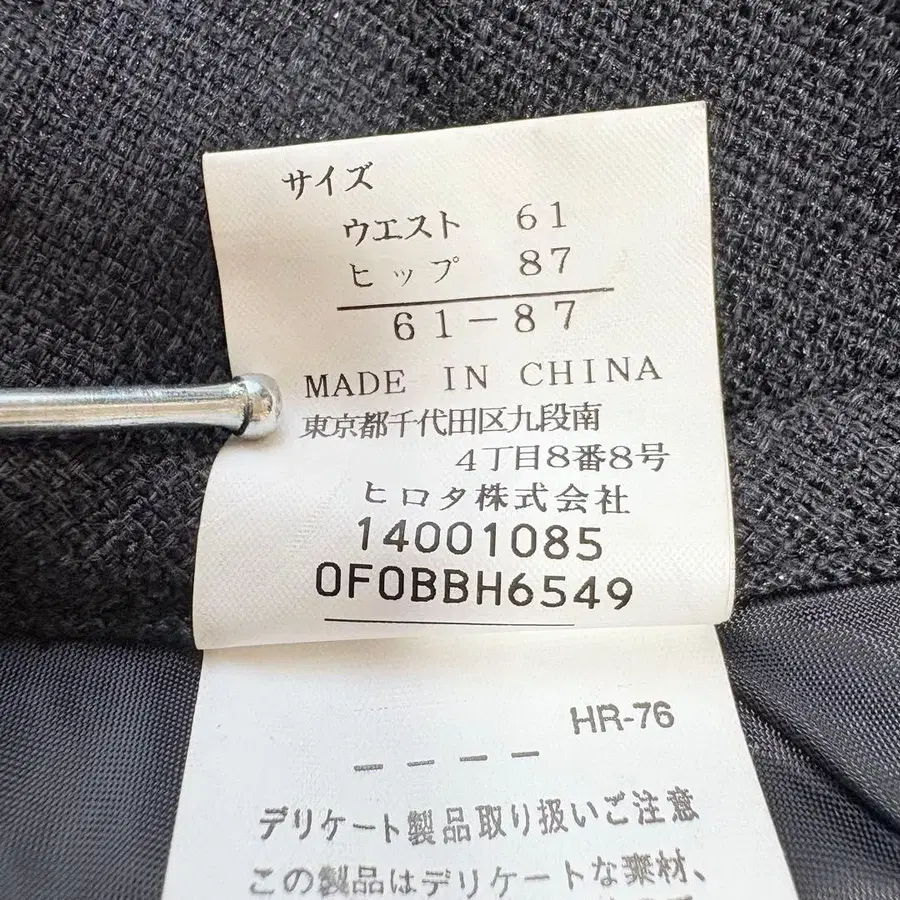 サイズ
ウエスト 61
ヒップ 87
61-87
MADE IN CHINA
東京都千代田区九段南
4丁目8番8号
ヒロタ株式会社
14001085
0F0BBH6549
HR-76
－－－－
デリケート製品取り扱いご注意
この製品はデリケートな素材、